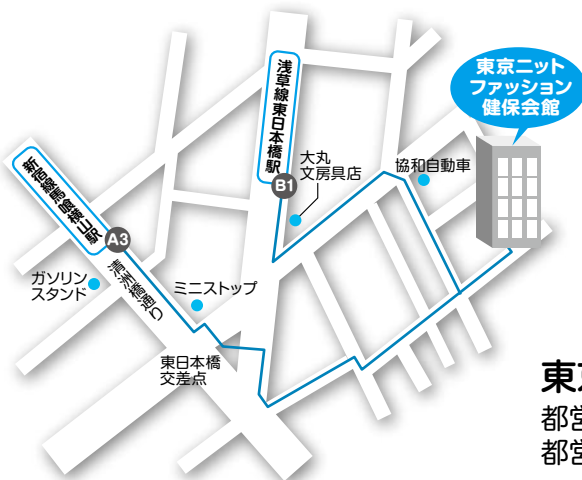 東京ニット
ファッション
健保会館
浅草線東日本橋駅
B1
大丸
文房具店
協和自動車
新宿線馬喰横山駅
A3
清洲橋通り
ガソリン
スタンド
ミニストップ
東日本橋
交差点
東
都営
都営